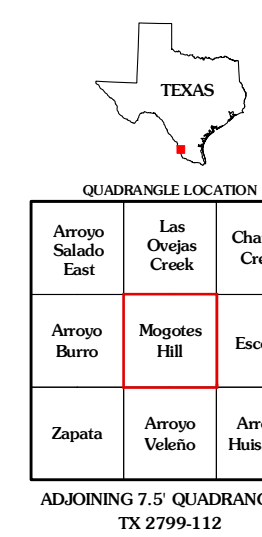 TEXAS
QUADRANGLE LOCATION
Arroyo
Salado
East
Las
Ovejas
Creek
Arroyo
Burro
Mogotes
Hill
Zapata
Arroyo
Veleño
ADJOINING 7.5'
TX 2799-112